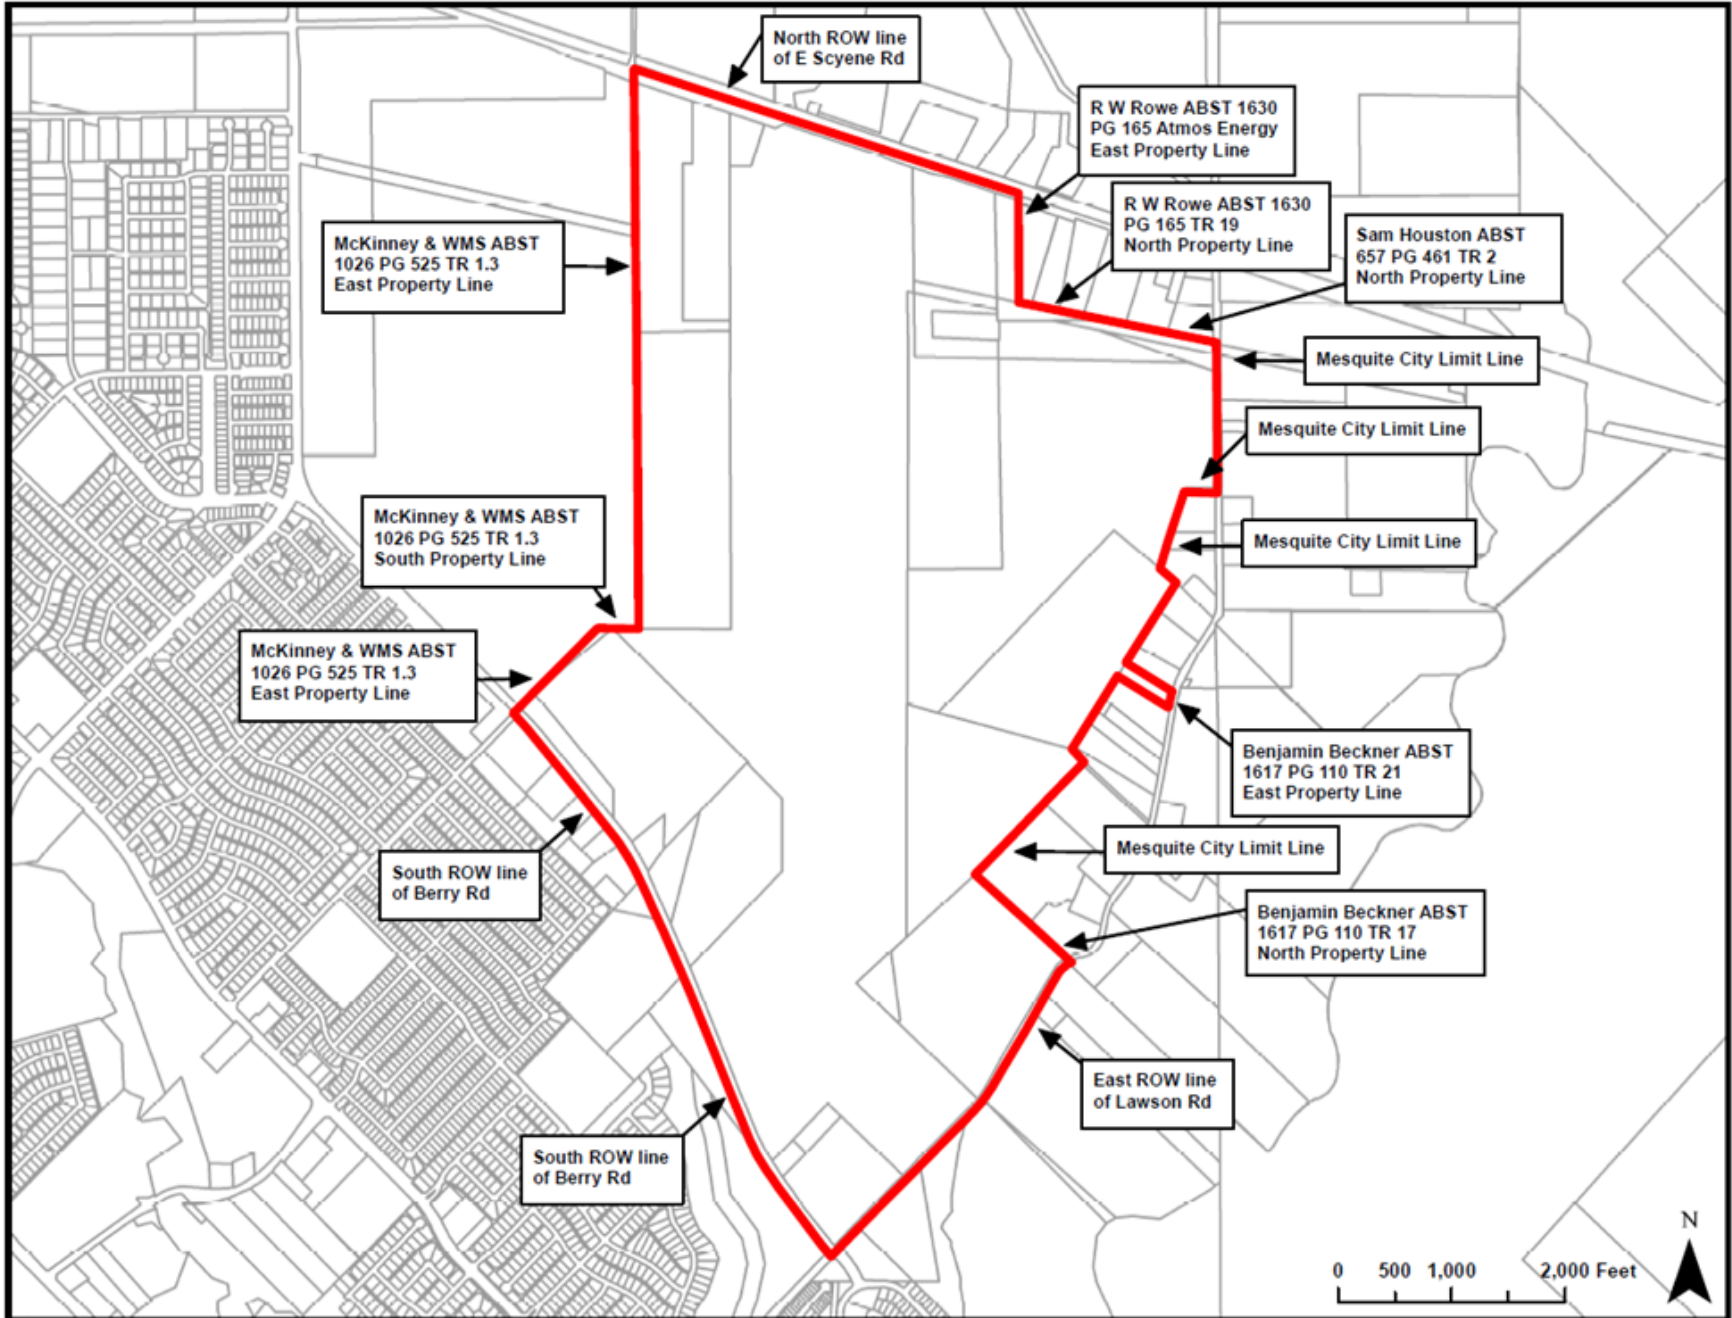 North ROW line
of E Scyene Rd
R W Rowe ABST 1630
PG 165 Atmos Energy
East Property Line
R W Rowe ABST 1630
PG 165 TR 19
North Property Line
Sam Houston ABST
657 PG 461 TR 2
North Property Line
McKinney & WMS ABST
1026 PG 525 TR 1.3
East Property Line
Mesquite City Limit Line
Mesquite City Limit Line
McKinney & WMS ABST
1026 PG 525 TR 1.3
South Property Line
Mesquite City Limit Line
McKinney & WMS ABST
1026 PG 525 TR 1.3
East Property Line
Benjamin Beckner ABST
1617 PG 110 TR 21
East Property Line
Mesquite City Limit Line
South ROW line
of Berry Rd
Benjamin Beckner ABST
1617 PG 110 TR 17
North Property Line
East ROW line
of Lawson Rd
South ROW line
of Berry Rd
N
0 500 1,000 2,000 Feet